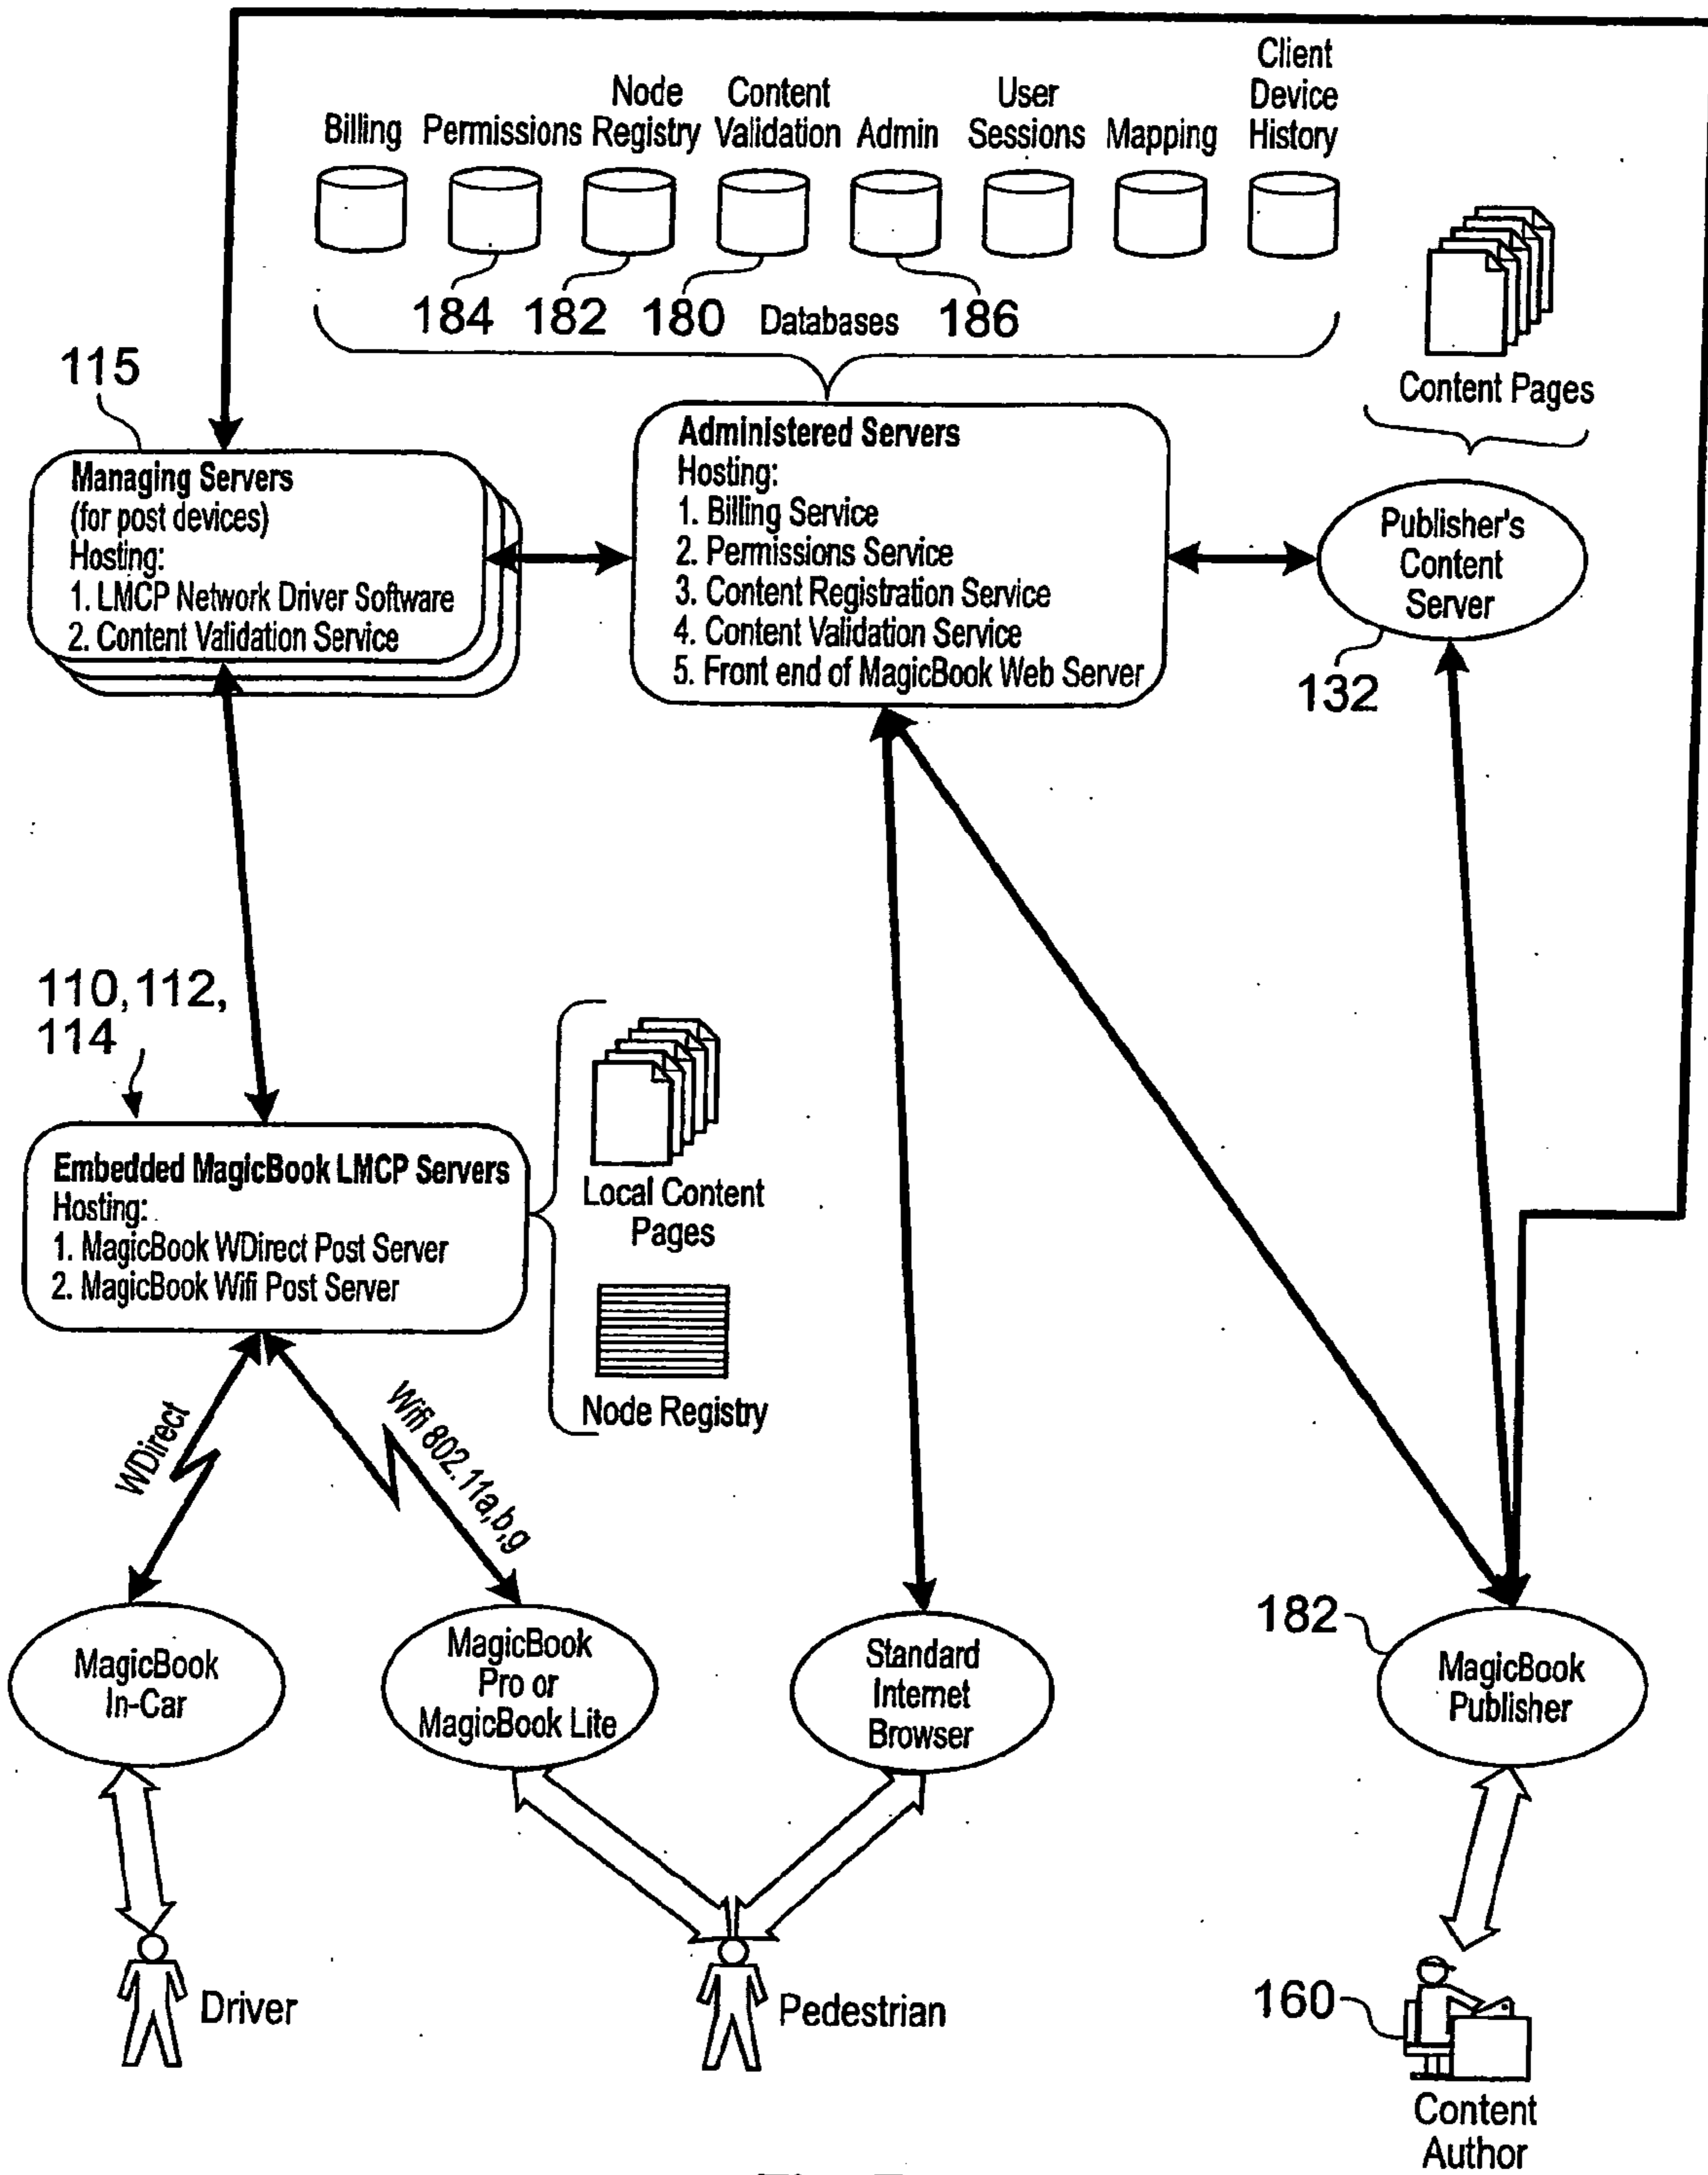 Client
Node Content User Device
Billing Permissions Registry Validation Admin Sessions Mapping History
184 182 180 Databases 186
Content Pages
115
Managing Servers
(for post devices)
Hosting:
1. LMCP Network Driver Software
2. Content Validation Service
Administered Servers
Hosting:
1. Billing Service
2. Permissions Service
3. Content Registration Service
4. Content Validation Service
5. Front end of MagicBook Web Server
Publisher's
Content
Server
132
110, 112,
114
Embedded MagicBook LMCP Servers
Hosting:
1. MagicBook WDirect Post Server
2. MagicBook Wifi Post Server
Local Content
Pages
Node Registry
WDirect
Wifi 802.11a,b,g
MagicBook
In-Car
MagicBook
Pro or
MagicBook Lite
Standard
Internet
Browser
182
MagicBook
Publisher
Driver
Pedestrian
160
Content
Author